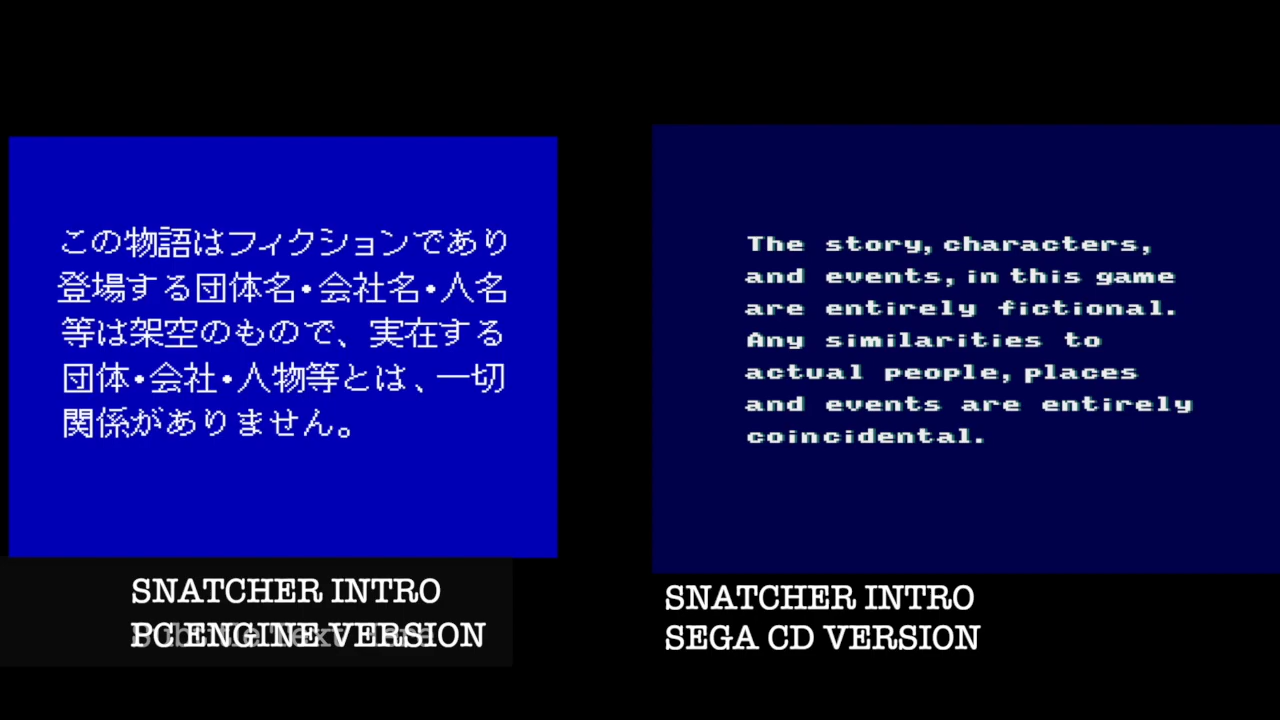 この物語はフィクションであり
登場する団体名・会社名・人名
等は架空のもので、実在する
団体・会社・人物等とは、一切
関係がありません。
SNATCHER INTRO
PC ENGINE VERSION
The story, characters,
and events, in this game
are entirely fictional.
Any similarities to
actual people, places
and events are entirely
coincidental.
SNATCHER INTRO
SEGA CD VERSION